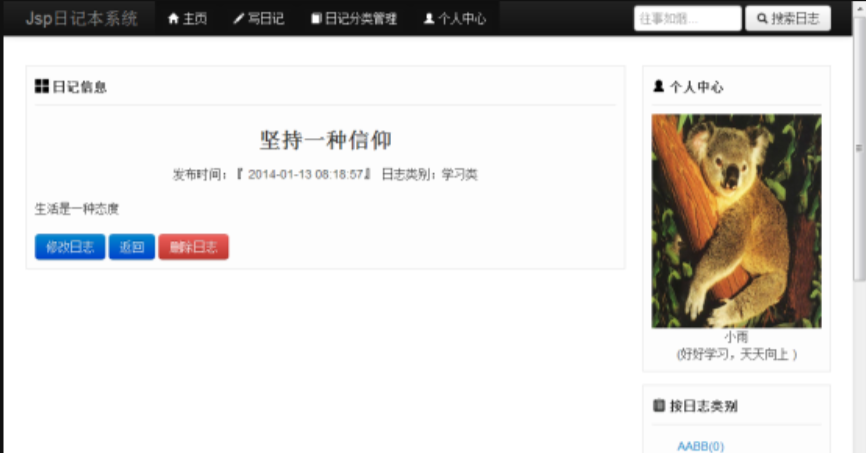 Jsp日记本系统 主页 写日记 日记分类管理 个人中心 往事如烟... 搜索日志
日记信息
坚持一种信仰
发布时间：『 2014-01-13 08:18:57』 日志类别：学习类
生活是一种态度
修改日志 返回 删除日志
个人中心
小雨
(好好学习，天天向上 )
按日志类别
AABB(0)